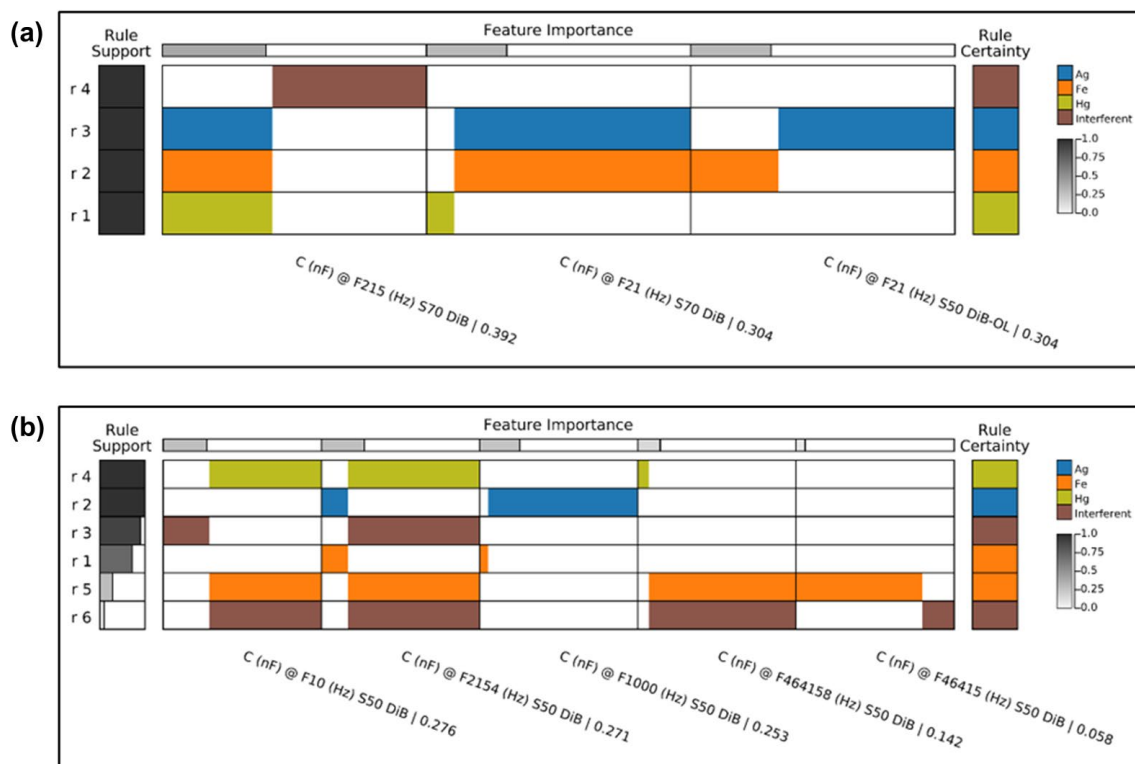 (a)
Feature Importance
Rule
Support
Rule
Certainty
r 4
r 3
r 2
r 1
Ag
Fe
Hg
Interferent
1.0
0.75
0.50
0.25
0.0
C (nF) @ F215 (Hz) S70 DiB | 0.392
C (nF) @ F21 (Hz) S70 DiB | 0.304
C (nF) @ F21 (Hz) S50 DiB-OL | 0.304
(b)
Feature Importance
Rule
Support
Rule
Certainty
r 4
r 2
r 3
r 1
r 5
r 6
Ag
Fe
Hg
Interferent
1.0
0.75
0.50
0.25
0.0
C (nF) @ F10 (Hz) S50 DiB | 0.276
C (nF) @ F2154 (Hz) S50 DiB | 0.271
C (nF) @ F1000 (Hz) S50 DiB | 0.253
C (nF) @ F464158 (Hz) S50 DiB | 0.142
C (nF) @ F46415 (Hz) S50 DiB | 0.058